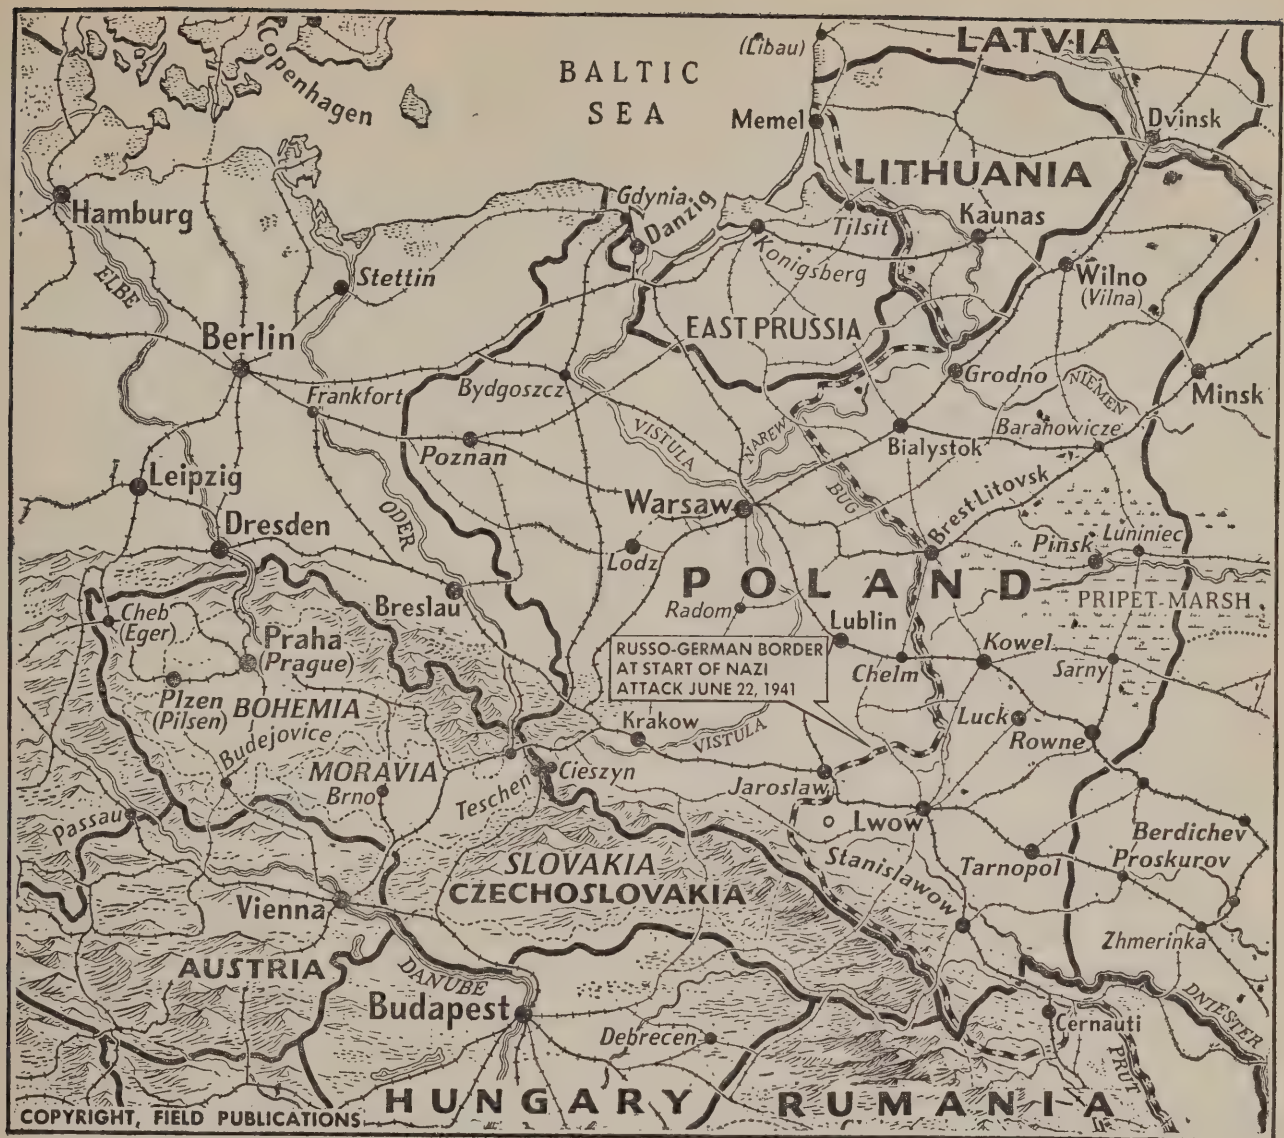 LATVIA
(Libau)
Copenhagen
BALTIC
SEA
Memel
Dvinsk
LITHUANIA
Hamburg
Gdynia
Danzig
Tilsit
Kaunas
Konigsberg
Stettin
ELBE
Wilno
(Vilna)
Berlin
EAST PRUSSIA
Frankfort
Bydgoszcz
Grodno
NIEMEN
Minsk
Poznan
VISTULA
NAREW
Bialystok
Baranowicze
Leipzig
Warsaw
BUG
Brest Litovsk
Dresden
ODER
Lodz
Pinsk
Luniniec
POLAND
Breslau
Radom
PRIPET-MARSH
Cheb
(Eger)
Praha
(Prague)
Lublin
RUSSO-GERMAN BORDER
AT START OF NAZI
ATTACK JUNE 22, 1941
Kowel
Chelm
Sarny
Plzen
(Pilsen)
BOHEMIA
Budejovice
Krakow
VISTULA
Luck
Rowne
MORAVIA
Brno
Teschen
Cieszyn
Jaroslaw
Passau
Lwow
Berdichev
Proskurov
SLOVAKIA
CZECHOSLOVAKIA
Stanislawow
Tarnopol
Vienna
Zhmerinka
AUSTRIA
DANUBE
Budapest
DNIESTER
Debrecen
Cernauti
PRUT
HUNGARY
RUMANIA
COPYRIGHT, FIELD PUBLICATIONS